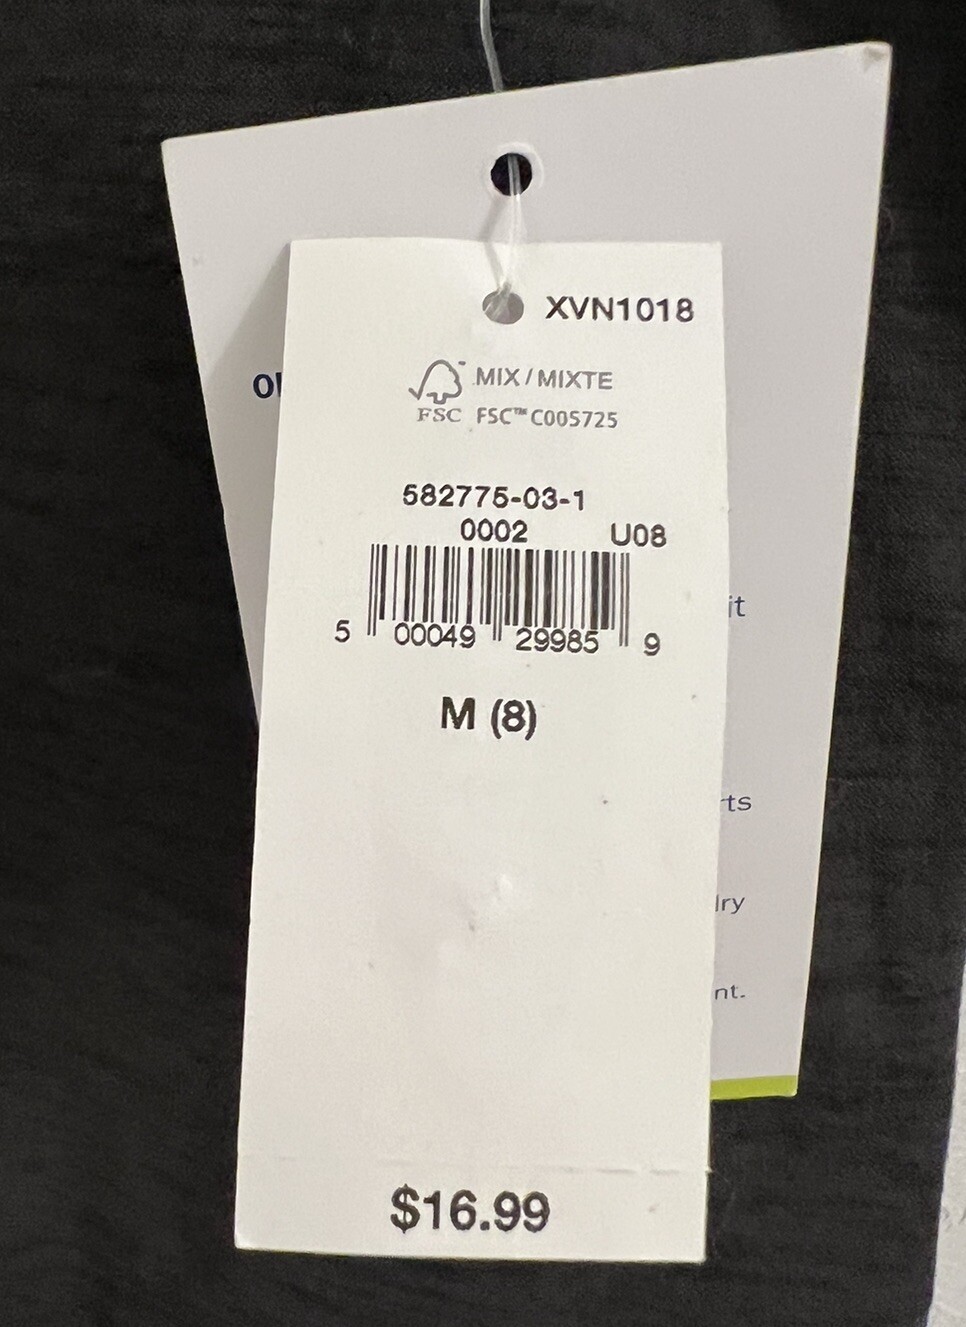 XVN1018
MIX / MIXTE
FSC FSC™ C005725
582775-03-1
0002 U08
5 00049 29985 9
M (8)
$16.99